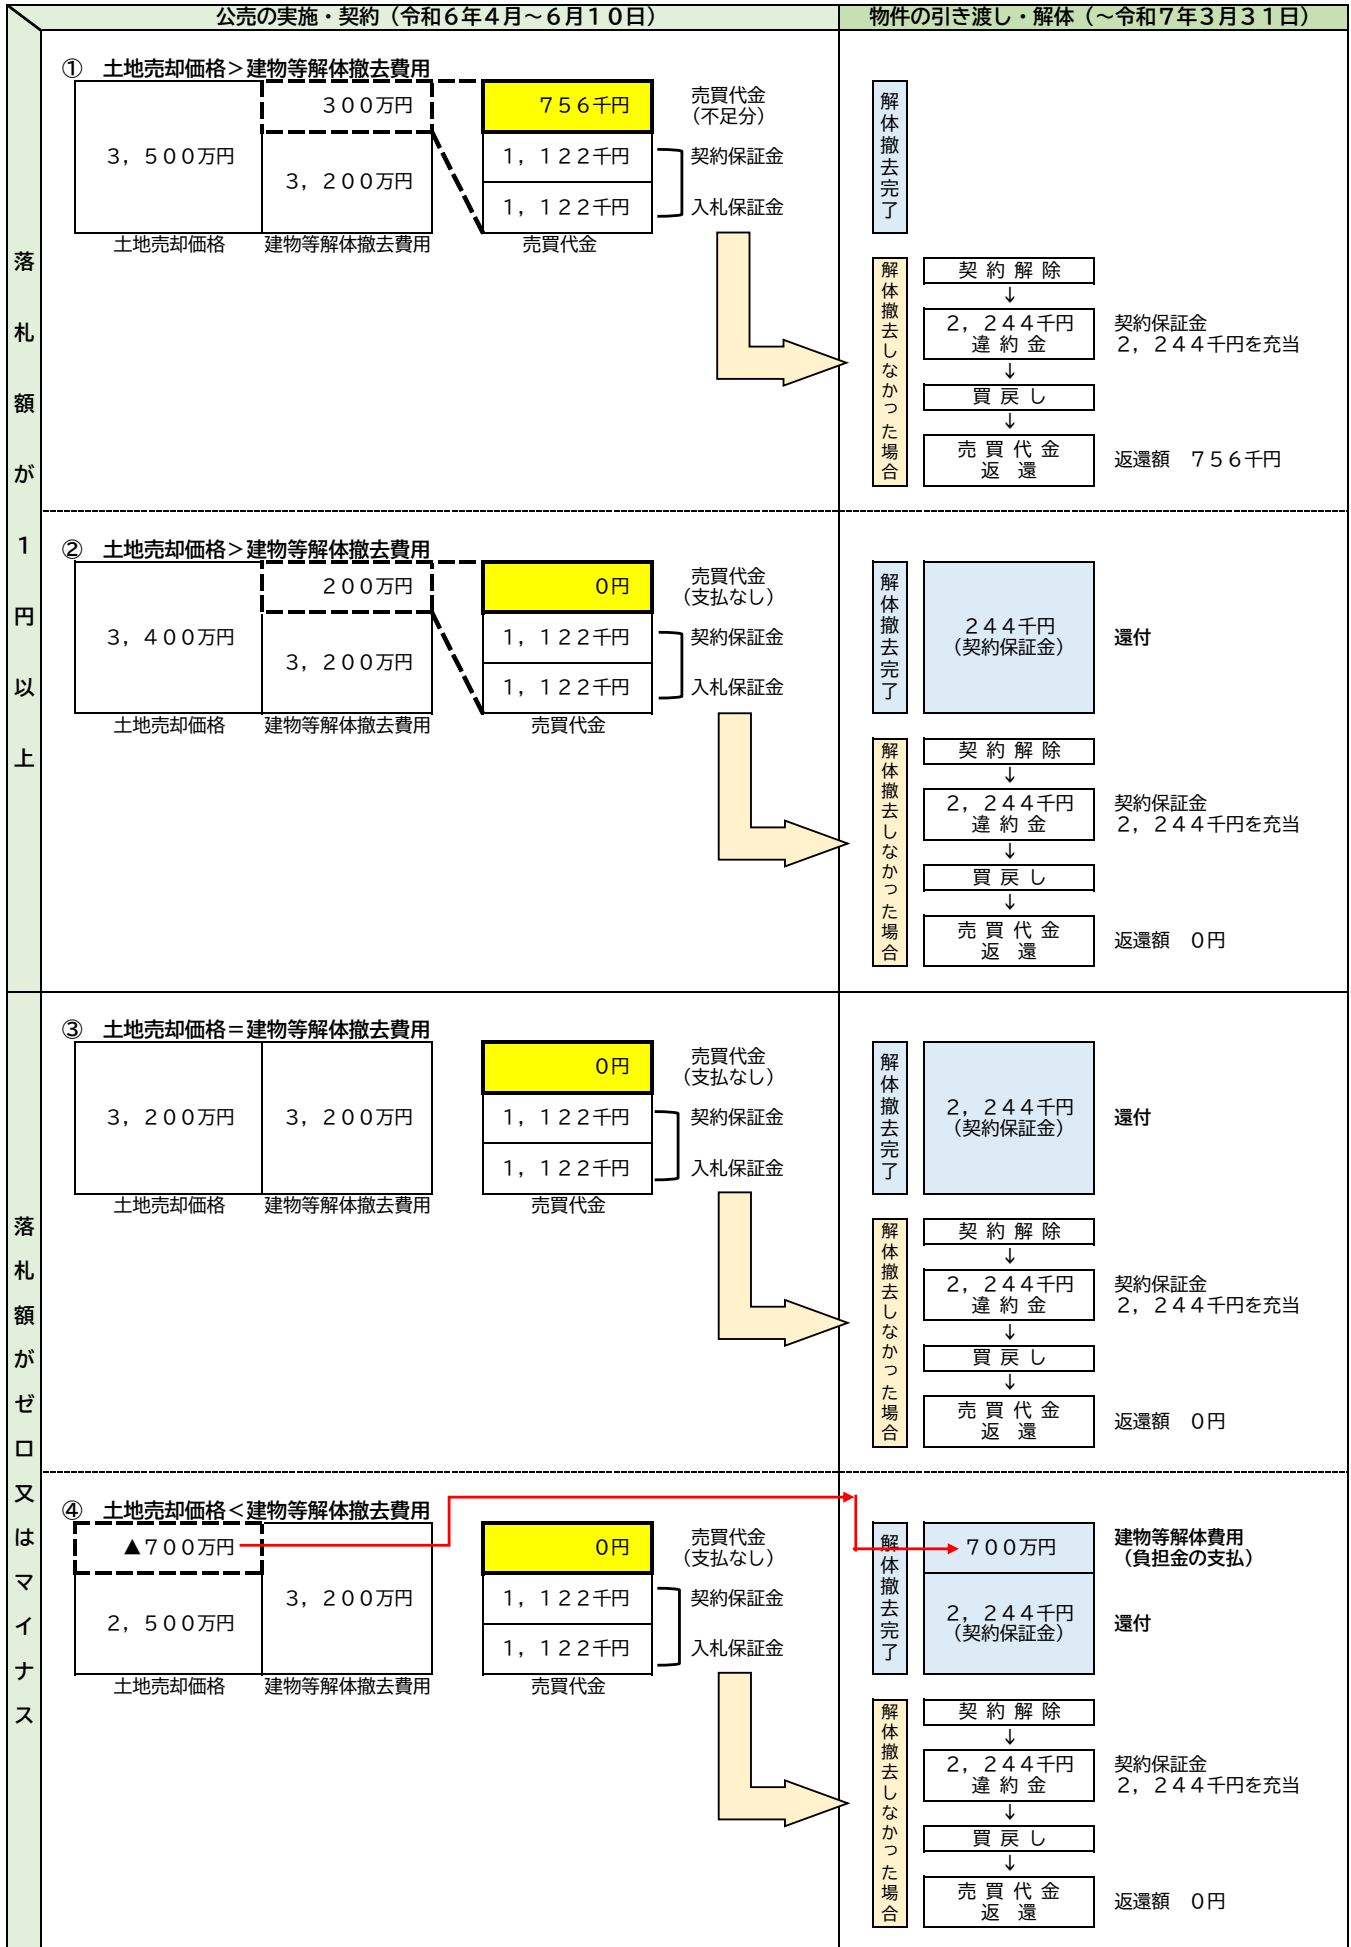 公売の実施・契約（令和６年４月～６月１０日）
物件の引き渡し・解体（～令和７年３月３１日）
落札額が１円以上
①　土地売却価格＞建物等解体撤去費用
３，５００万円
３００万円
３，２００万円
土地売却価格
建物等解体撤去費用
７５６千円
１，１２２千円
１，１２２千円
売買代金
売買代金
（不足分）
契約保証金
入札保証金
解体撤去完了
解体撤去しなかった場合
契約解除
↓
２，２４４千円
違約金
↓
買戻し
↓
売買代金
返還
契約保証金
２，２４４千円を充当
返還額　７５６千円
②　土地売却価格＞建物等解体撤去費用
３，４００万円
２００万円
３，２００万円
土地売却価格
建物等解体撤去費用
０円
１，１２２千円
１，１２２千円
売買代金
売買代金
（支払なし）
契約保証金
入札保証金
解体撤去完了
２４４千円
（契約保証金）
還付
解体撤去しなかった場合
契約解除
↓
２，２４４千円
違約金
↓
買戻し
↓
売買代金
返還
契約保証金
２，２４４千円を充当
返還額　０円
落札額がゼロ又はマイナス
③　土地売却価格＝建物等解体撤去費用
３，２００万円
３，２００万円
土地売却価格
建物等解体撤去費用
０円
１，１２２千円
１，１２２千円
売買代金
売買代金
（支払なし）
契約保証金
入札保証金
解体撤去完了
２，２４４千円
（契約保証金）
還付
解体撤去しなかった場合
契約解除
↓
２，２４４千円
違約金
↓
買戻し
↓
売買代金
返還
契約保証金
２，２４４千円を充当
返還額　０円
④　土地売却価格＜建物等解体撤去費用
▲７００万円
２，５００万円
３，２００万円
土地売却価格
建物等解体撤去費用
０円
１，１２２千円
１，１２２千円
売買代金
売買代金
（支払なし）
契約保証金
入札保証金
解体撤去完了
７００万円
２，２４４千円
（契約保証金）
建物等解体費用
（負担金の支払）
還付
解体撤去しなかった場合
契約解除
↓
２，２４４千円
違約金
↓
買戻し
↓
売買代金
返還
契約保証金
２，２４４千円を充当
返還額　０円